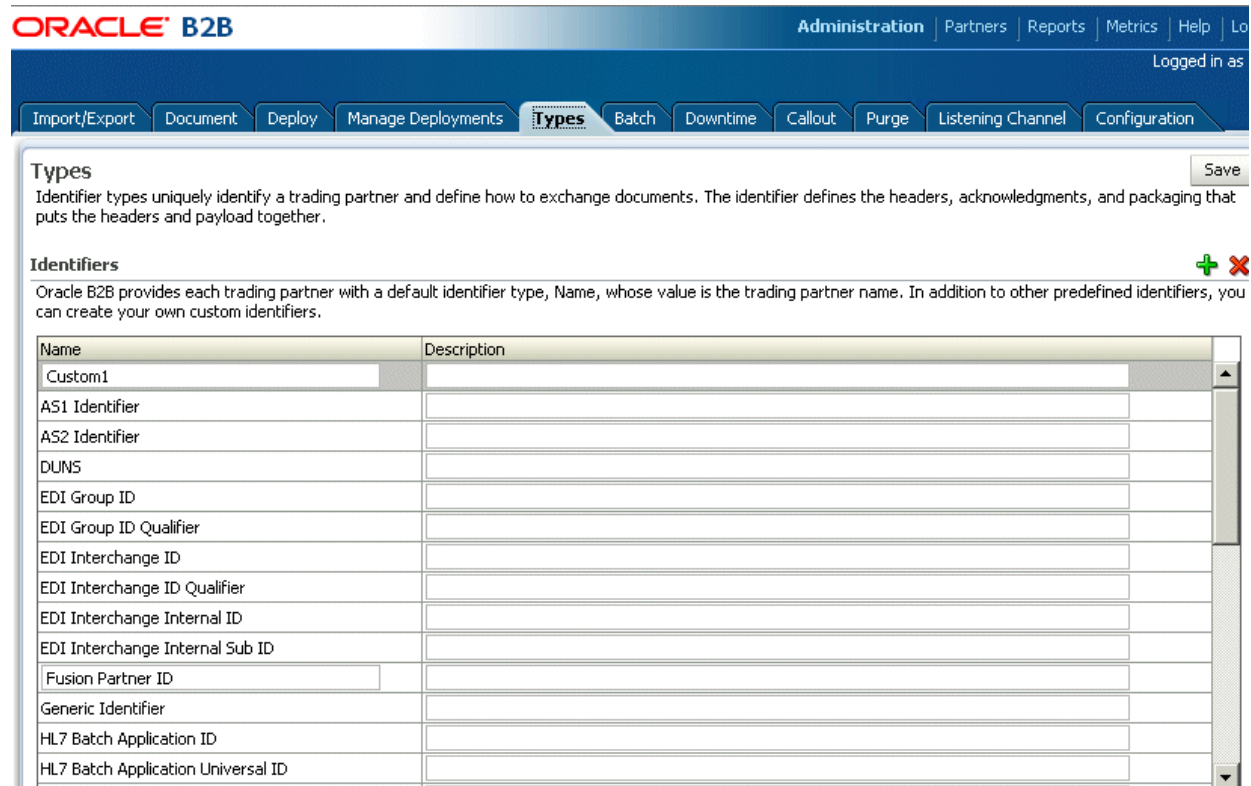 ORACLE B2B
Administration | Partners | Reports | Metrics | Help | Lo
Logged in as
Import/Export Document Deploy Manage Deployments Types Batch Downtime Callout Purge Listening Channel Configuration
Types
Save
Identifier types uniquely identify a trading partner and define how to exchange documents. The identifier defines the headers, acknowledgments, and packaging that
puts the headers and payload together.
Identifiers
Oracle B2B provides each trading partner with a default identifier type, Name, whose value is the trading partner name. In addition to other predefined identifiers, you
can create your own custom identifiers.
Name Description
Custom1
AS1 Identifier
AS2 Identifier
DUNS
EDI Group ID
EDI Group ID Qualifier
EDI Interchange ID
EDI Interchange ID Qualifier
EDI Interchange Internal ID
EDI Interchange Internal Sub ID
Fusion Partner ID
Generic Identifier
HL7 Batch Application ID
HL7 Batch Application Universal ID